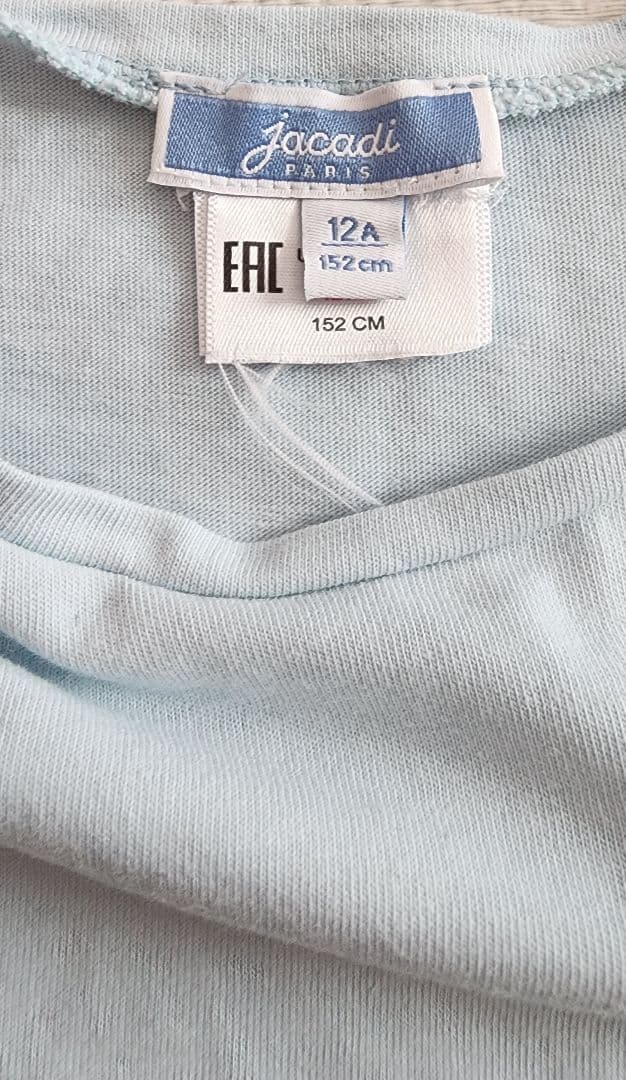 jacadi
PARIS
12A
152cm
EAC
152 CM